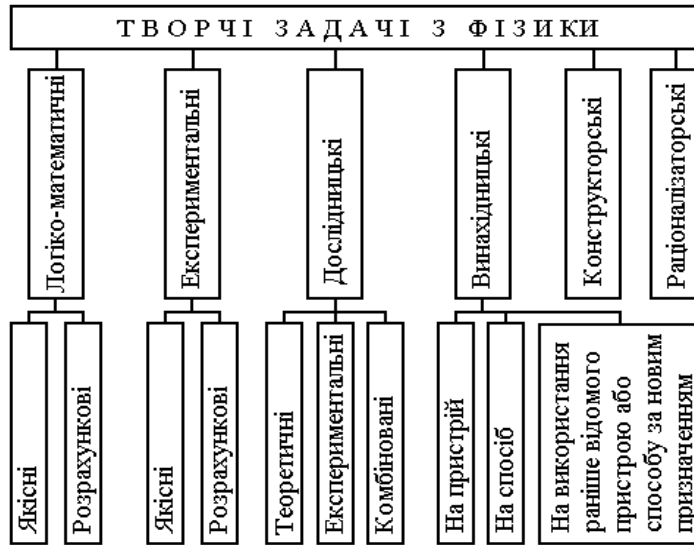 ТВОРЧІ ЗАДАЧІ З ФІЗИКИ
Логіко-математичні
Експериментальні
Дослідницькі
Винахідницькі
Конструкторські
Раціоналізаторські
Якісні
Розрахункові
Якісні
Розрахункові
Теоретичні
Експериментальні
Комбіновані
На пристрій
На спосіб
На використання
раніше відомого
пристрою або
способу за новим
призначенням